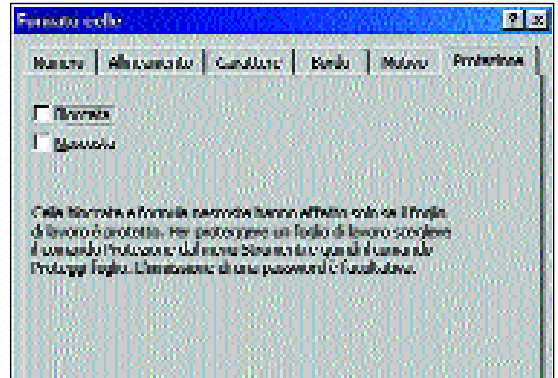 Formato celle
Numero Allineamento Carattere Bordo Motivo Protezione
Bloccata
Nascosta
Celle bloccate e formule nascoste hanno effetto solo se il foglio
di lavoro è protetto. Per proteggere un foglio di lavoro scegliere
il comando Protezione dal menu Strumenti e quindi il comando
Proteggi foglio. L'immissione di una password è facoltativa.